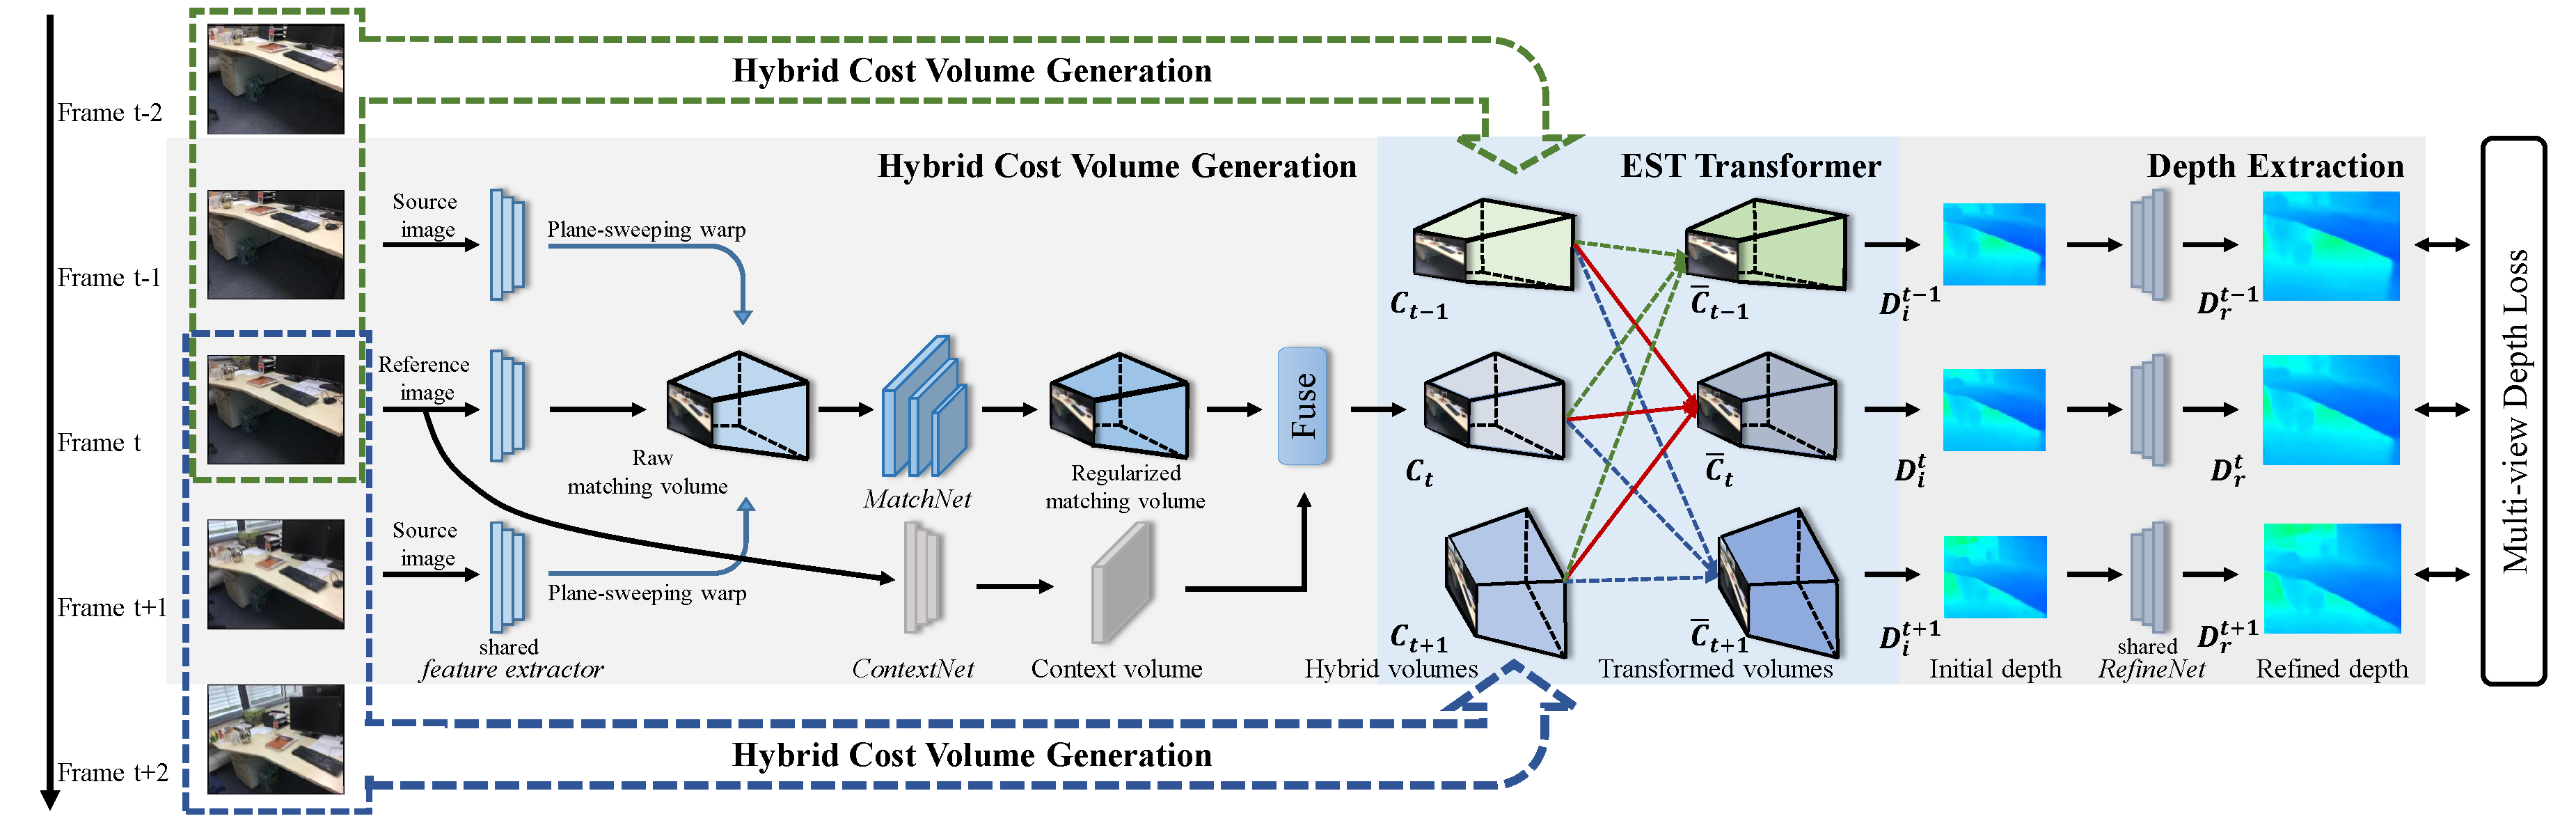 Hybrid Cost Volume Generation
Frame t-2
Hybrid Cost Volume Generation
EST Transformer
Depth Extraction
Source
image
Plane-sweeping warp
Frame t-1
C_{t-1}
\overline{C}_{t-1}
D_i^{t-1}
D_r^{t-1}
Reference
image
Frame t
Raw
matching volume
MatchNet
Regularized
matching volume
Fuse
C_t
\overline{C}_t
D_i^t
D_r^t
Multi-view Depth Loss
Source
image
Plane-sweeping warp
Frame t+1
shared
feature extractor
ContextNet
Context volume
C_{t+1}
Hybrid volumes
\overline{C}_{t+1}
Transformed volumes
D_i^{t+1}
Initial depth
shared
RefineNet
D_r^{t+1}
Refined depth
Hybrid Cost Volume Generation
Frame t+2